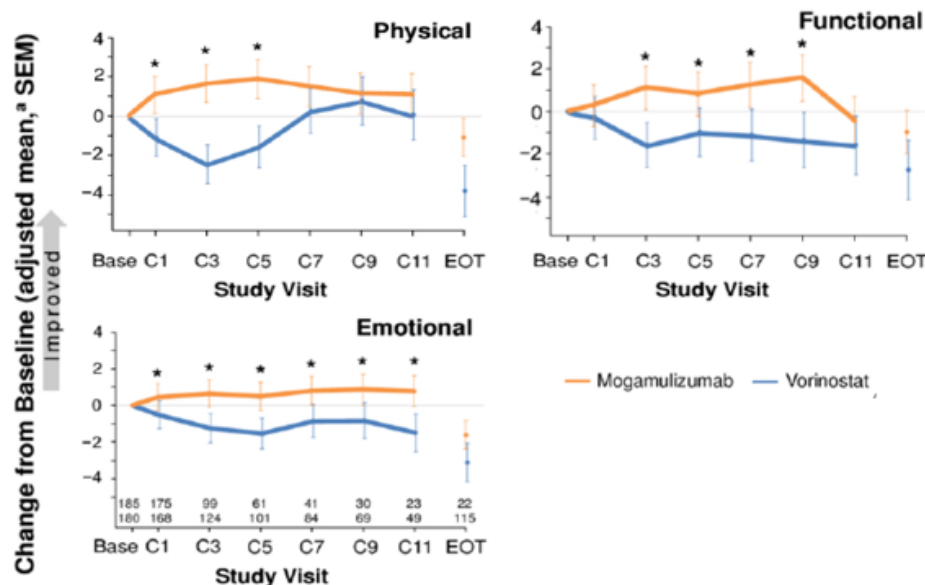 Change from Baseline (adjusted mean,ᵃ SEM)
Improved
Physical
4
2
0
−2
−4
* * *
Base C1 C3 C5 C7 C9 C11 EOT
Study Visit
Functional
4
2
0
−2
−4
* * * *
Base C1 C3 C5 C7 C9 C11 EOT
Study Visit
Emotional
4
2
0
−2
−4
* * * * * *
185 175 99 61 41 30 23 22
180 168 124 101 84 69 49 115
Base C1 C3 C5 C7 C9 C11 EOT
Study Visit
Mogamulizumab Vorinostat